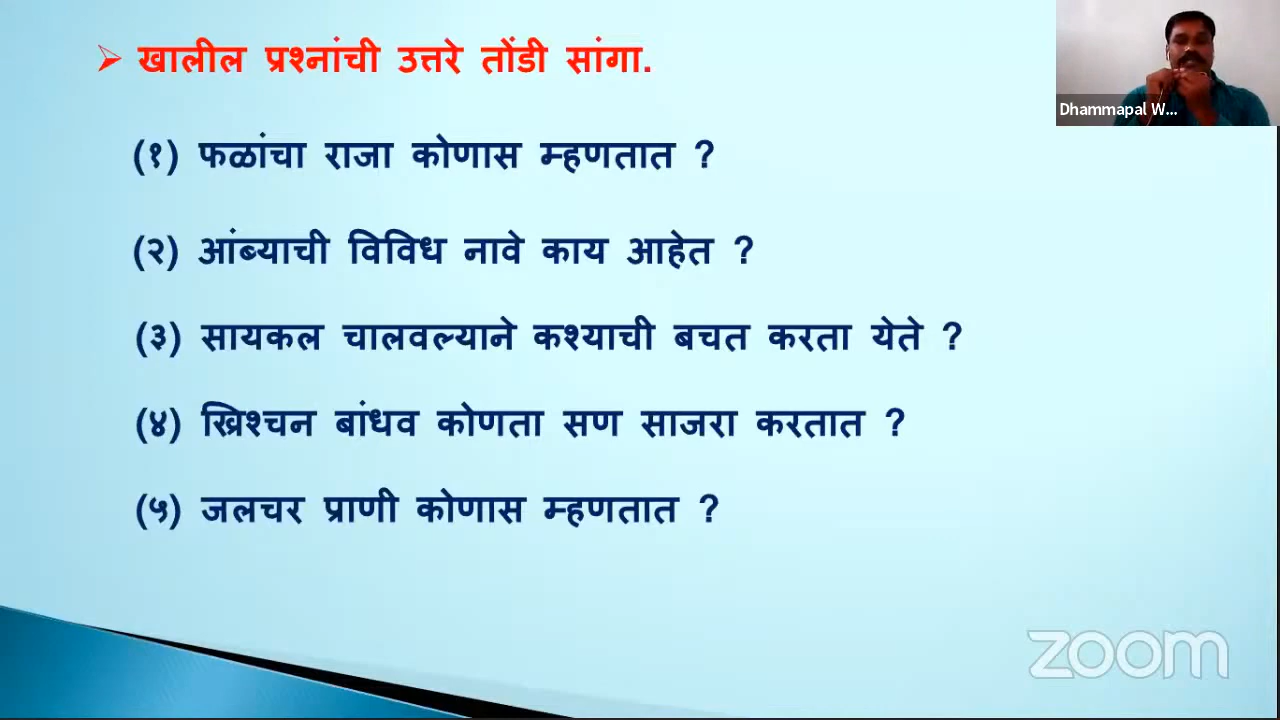 ➢ खालील प्रश्नांची उत्तरे तोंडी सांगा.
Dhammapal W...
(१) फळांचा राजा कोणास म्हणतात ?
(२) आंब्याची विविध नावे काय आहेत ?
(३) सायकल चालवल्याने कश्याची बचत करता येते ?
(४) ख्रिश्चन बांधव कोणता सण साजरा करतात ?
(५) जलचर प्राणी कोणास म्हणतात ?
zoom